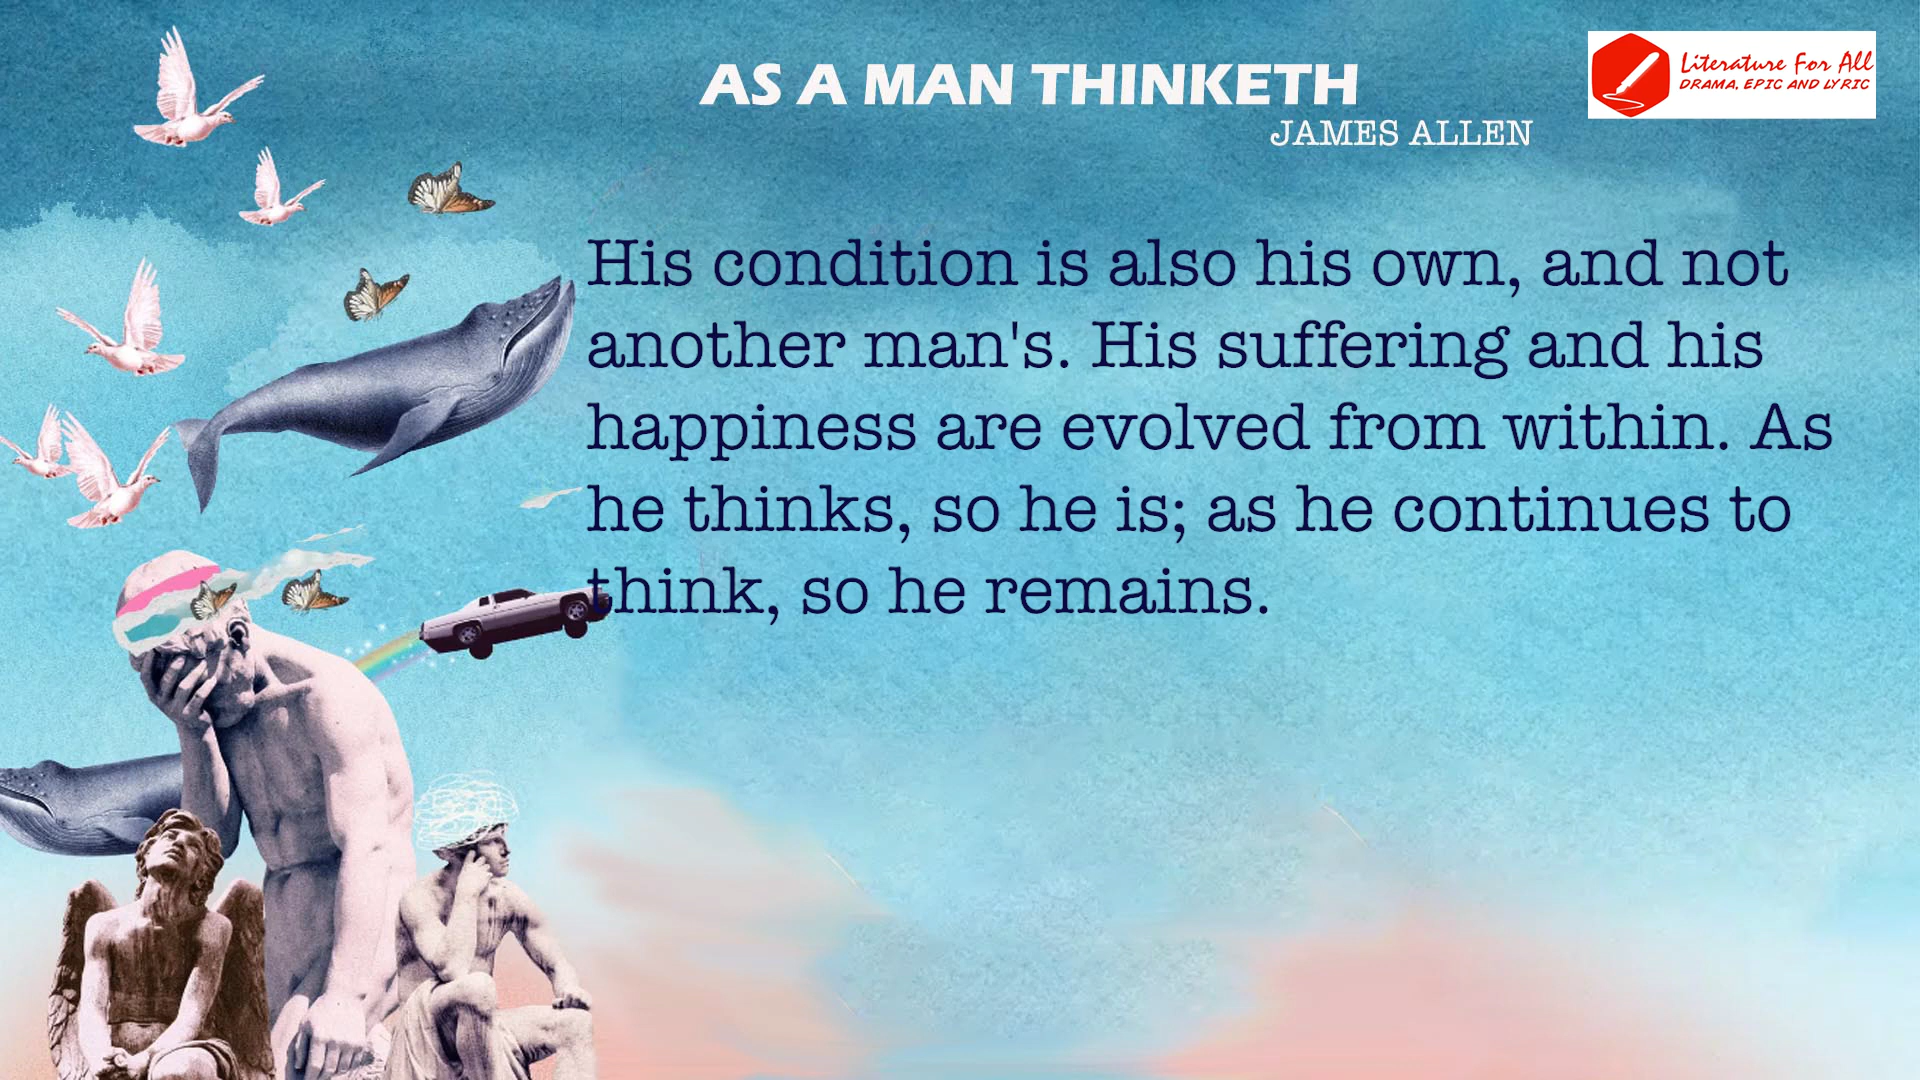 AS A MAN THINKETH
JAMES ALLEN
Literature For All
DRAMA, EPIC AND LYRIC
His condition is also his own, and not
another man's. His suffering and his
happiness are evolved from within. As
he thinks, so he is; as he continues to
think, so he remains.